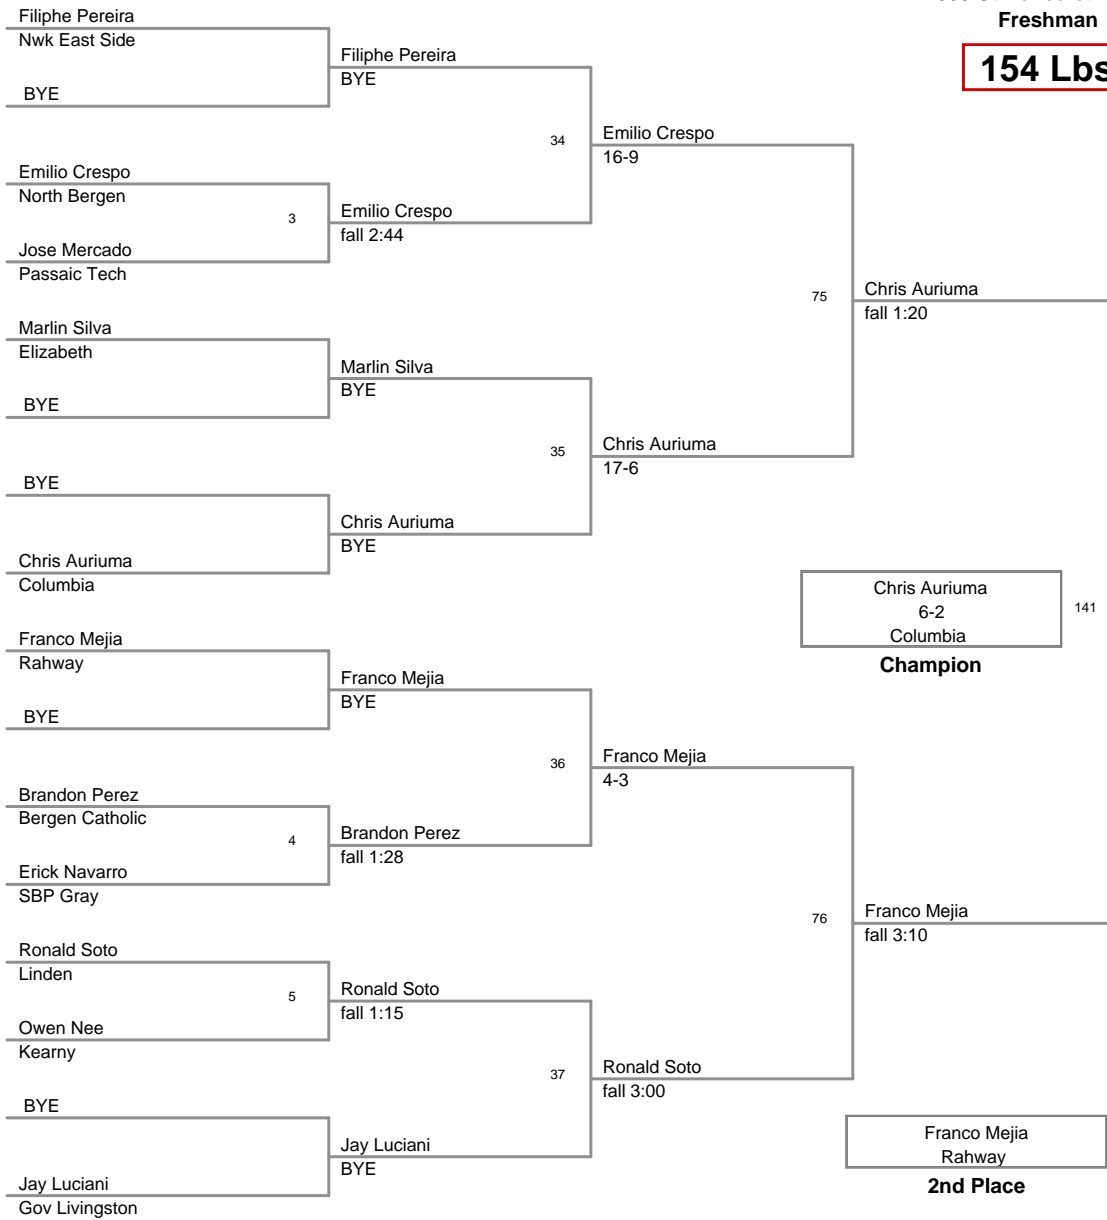 Freshman
154 Lbs
Filiphe Pereira
Nwk East Side
BYE
Emilio Crespo
North Bergen
3
Jose Mercado
Passaic Tech
Marlin Silva
Elizabeth
BYE
BYE
Chris Auriuma
Columbia
Franco Mejia
Rahway
BYE
Brandon Perez
Bergen Catholic
4
Erick Navarro
SBP Gray
Ronald Soto
Linden
5
Owen Nee
Kearny
BYE
Jay Luciani
Gov Livingston
Filiphe Pereira
BYE
34
Emilio Crespo
fall 2:44
Marlin Silva
BYE
35
Chris Auriuma
BYE
Franco Mejia
BYE
36
Brandon Perez
fall 1:28
Ronald Soto
fall 1:15
37
Jay Luciani
BYE
Emilio Crespo
16-9
75
Chris Auriuma
17-6
Franco Mejia
4-3
76
Ronald Soto
fall 3:00
Chris Auriuma
fall 1:20
Franco Mejia
fall 3:10
Chris Auriuma
6-2
Columbia
141
Champion
Franco Mejia
Rahway
2nd Place